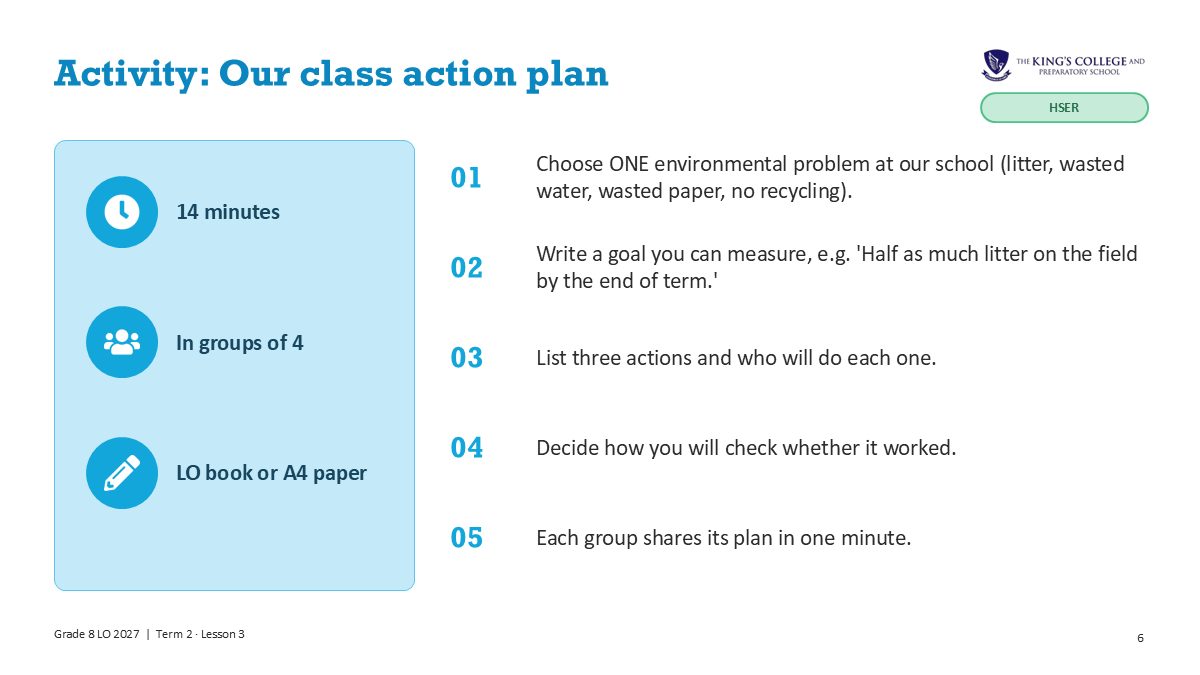 Activity: Our class action plan
THE KING'S COLLEGE AND
PREPARATORY SCHOOL
HSER
14 minutes
In groups of 4
LO book or A4 paper
01
Choose ONE environmental problem at our school (litter, wasted
water, wasted paper, no recycling).
02
Write a goal you can measure, e.g. 'Half as much litter on the field
by the end of term.'
03
List three actions and who will do each one.
04
Decide how you will check whether it worked.
05
Each group shares its plan in one minute.
Grade 8 LO 2027 | Term 2 · Lesson 3
6